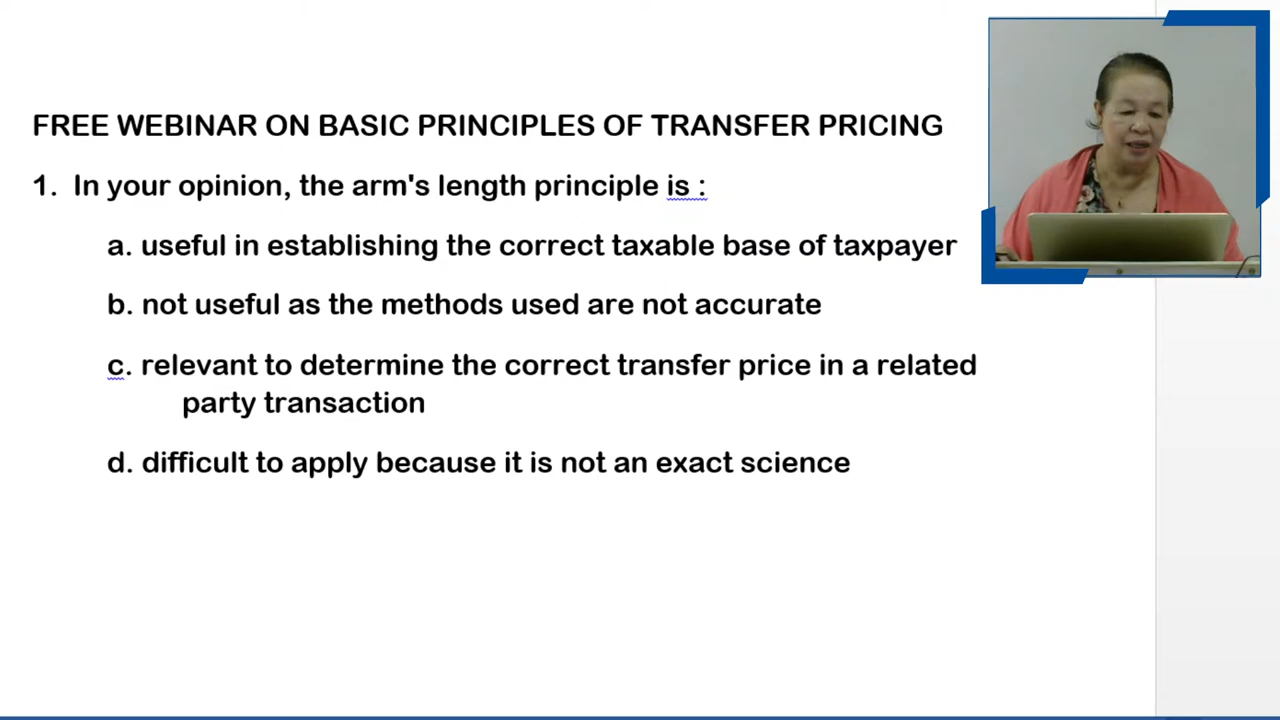 FREE WEBINAR ON BASIC PRINCIPLES OF TRANSFER PRICING
1. In your opinion, the arm's length principle is :
a. useful in establishing the correct taxable base of taxpayer
b. not useful as the methods used are not accurate
c. relevant to determine the correct transfer price in a related
party transaction
d. difficult to apply because it is not an exact science